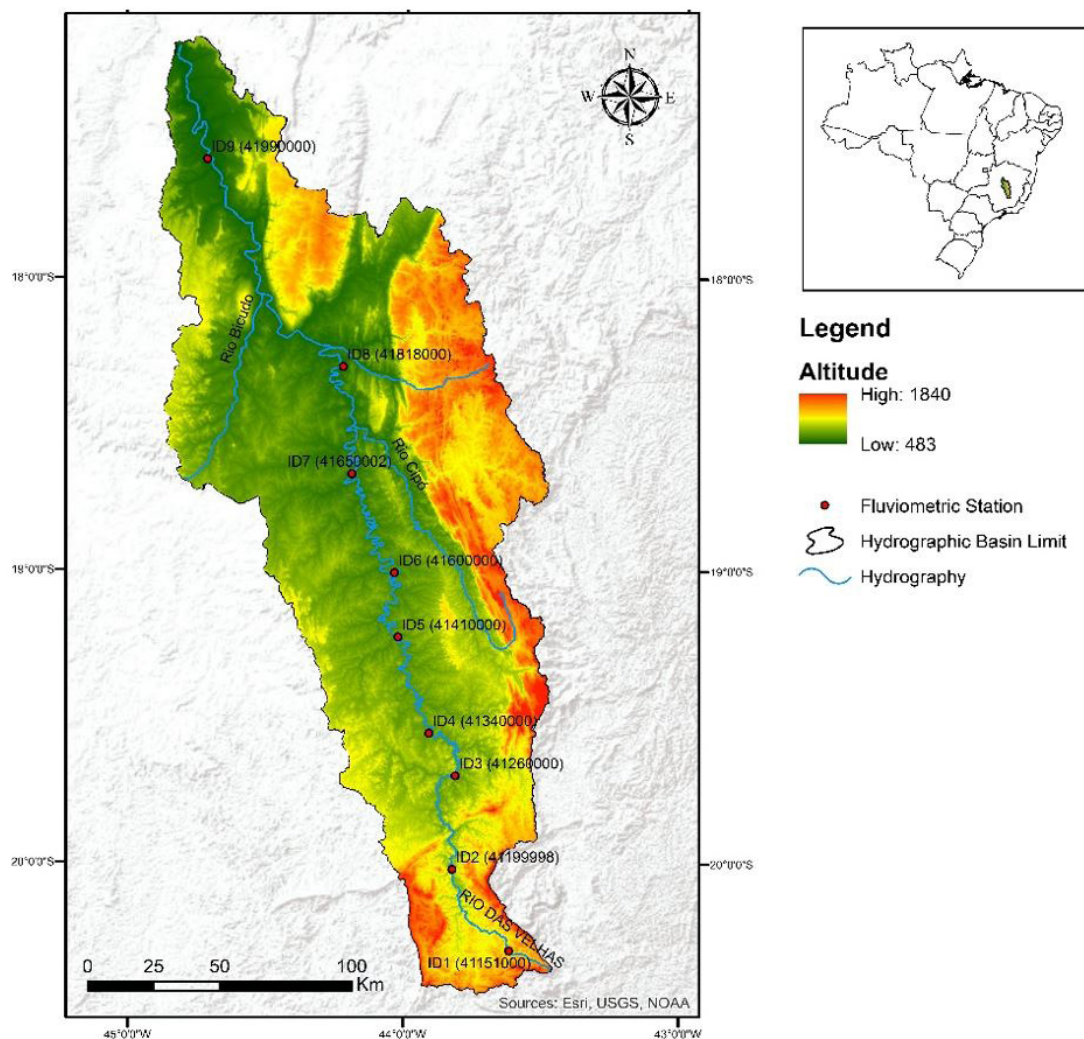 N
W
E
S
ID9 (41990000)
18°0'0"S
18°0'0"S
Rio Bicudo
ID8 (41818000)
Rio Cipó
ID7 (41650002)
ID6 (41600000)
19°0'0"S
19°0'0"S
ID5 (41410000)
ID4 (41340000)
ID3 (41260000)
20°0'0"S
20°0'0"S
ID2 (41199998)
RIO DAS VELHAS
ID1 (41151000)
0 25 50 100
Km
Sources: Esri, USGS, NOAA
45°0'0"W
44°0'0"W
43°0'0"W
Legend
Altitude
High: 1840
Low: 483
Fluviometric Station
Hydrographic Basin Limit
Hydrography